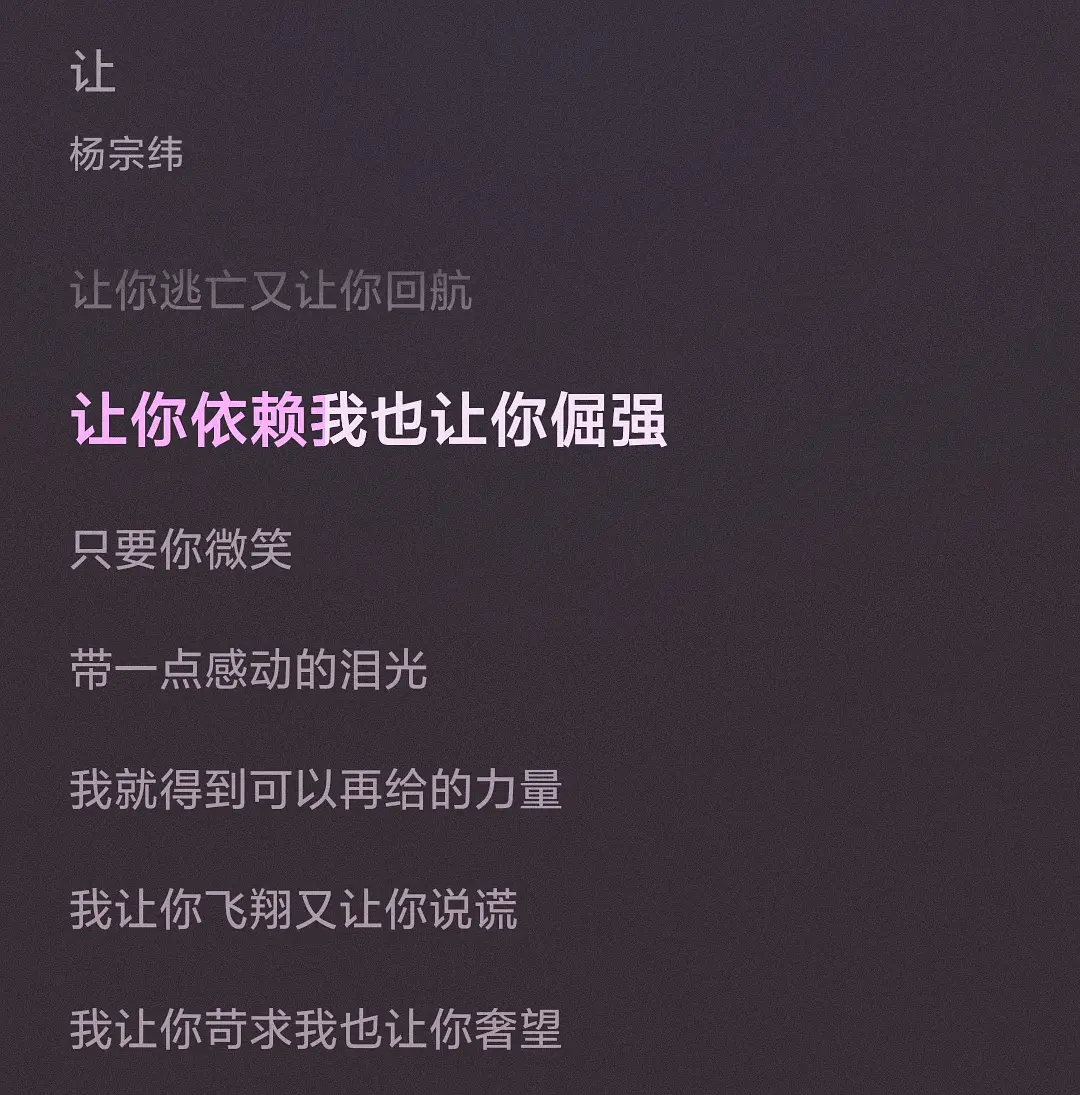 让
杨宗纬
让你逃亡又让你回航
让你依赖我也让你倔强
只要你微笑
带一点感动的泪光
我就得到可以再给的力量
我让你飞翔又让你说谎
我让你苛求我也让你奢望